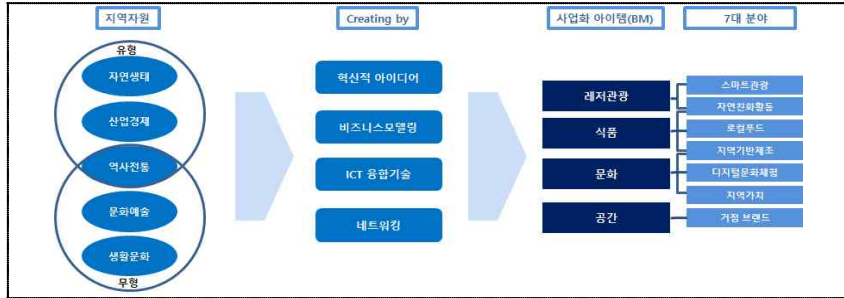 지역자원
Creating by
사업화 아이템(BM)
7대 분야
유형
자연생태
산업경제
역사전통
문화예술
생활문화
무형
혁신적 아이디어
비즈니스모델링
ICT 융합기술
네트워킹
레저관광
식품
문화
공간
스마트관광
자연친화활동
로컬푸드
지역기반제조
디지털문화체험
지역가치
거점 브랜드